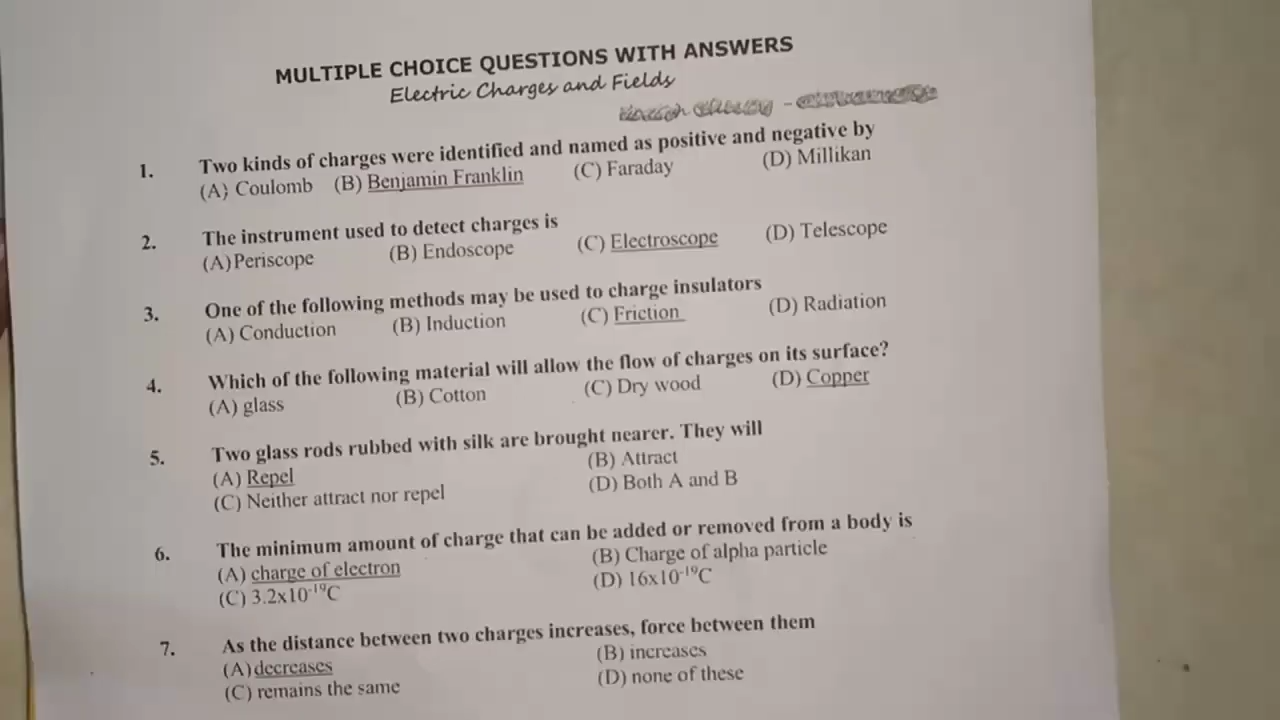 MULTIPLE CHOICE QUESTIONS WITH ANSWERS
Electric Charges and Fields
1. Two kinds of charges were identified and named as positive and negative by
(A) Coulomb (B) Benjamin Franklin (C) Faraday (D) Millikan
2. The instrument used to detect charges is
(A) Periscope (B) Endoscope (C) Electroscope (D) Telescope
3. One of the following methods may be used to charge insulators
(A) Conduction (B) Induction (C) Friction (D) Radiation
4. Which of the following material will allow the flow of charges on its surface?
(A) glass (B) Cotton (C) Dry wood (D) Copper
5. Two glass rods rubbed with silk are brought nearer. They will
(A) Repel (B) Attract
(C) Neither attract nor repel (D) Both A and B
6. The minimum amount of charge that can be added or removed from a body is
(A) charge of electron (B) Charge of alpha particle
(C) 3.2x10⁻¹⁹C (D) 16x10⁻¹⁹C
7. As the distance between two charges increases, force between them
(A) decreases (B) increases
(C) remains the same (D) none of these